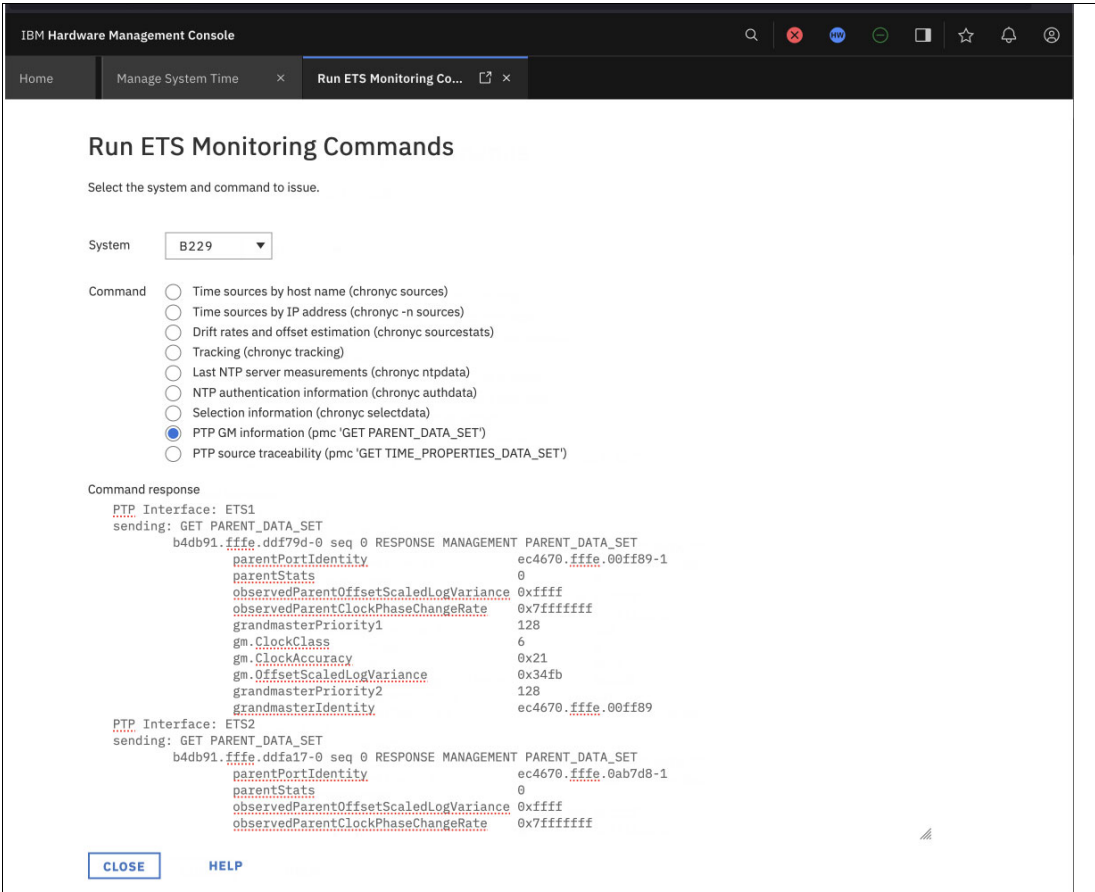 IBM Hardware Management Console
HW
Home
Manage System Time
Run ETS Monitoring Co...
Run ETS Monitoring Commands
Select the system and command to issue.
System B229
Command Time sources by host name (chronyc sources)
Time sources by IP address (chronyc -n sources)
Drift rates and offset estimation (chronyc sourcestats)
Tracking (chronyc tracking)
Last NTP server measurements (chronyc ntpdata)
NTP authentication information (chronyc authdata)
Selection information (chronyc selectdata)
PTP GM information (pmc 'GET PARENT_DATA_SET')
PTP source traceability (pmc 'GET TIME_PROPERTIES_DATA_SET')
Command response
PTP Interface: ETS1
sending: GET PARENT_DATA_SET
b4db91.fffe.ddf79d-0 seq 0 RESPONSE MANAGEMENT PARENT_DATA_SET
parentPortIdentity ec4670.fffe.00ff89-1
parentStats 0
observedParentOffsetScaledLogVariance 0xffff
observedParentClockPhaseChangeRate 0x7fffffff
grandmasterPriority1 128
gm.ClockClass 6
gm.ClockAccuracy 0x21
gm.OffsetScaledLogVariance 0x34fb
grandmasterPriority2 128
grandmasterIdentity ec4670.fffe.00ff89
PTP Interface: ETS2
sending: GET PARENT_DATA_SET
b4db91.fffe.ddfa17-0 seq 0 RESPONSE MANAGEMENT PARENT_DATA_SET
parentPortIdentity ec4670.fffe.0ab7d8-1
parentStats 0
observedParentOffsetScaledLogVariance 0xffff
observedParentClockPhaseChangeRate 0x7fffffff
CLOSE HELP